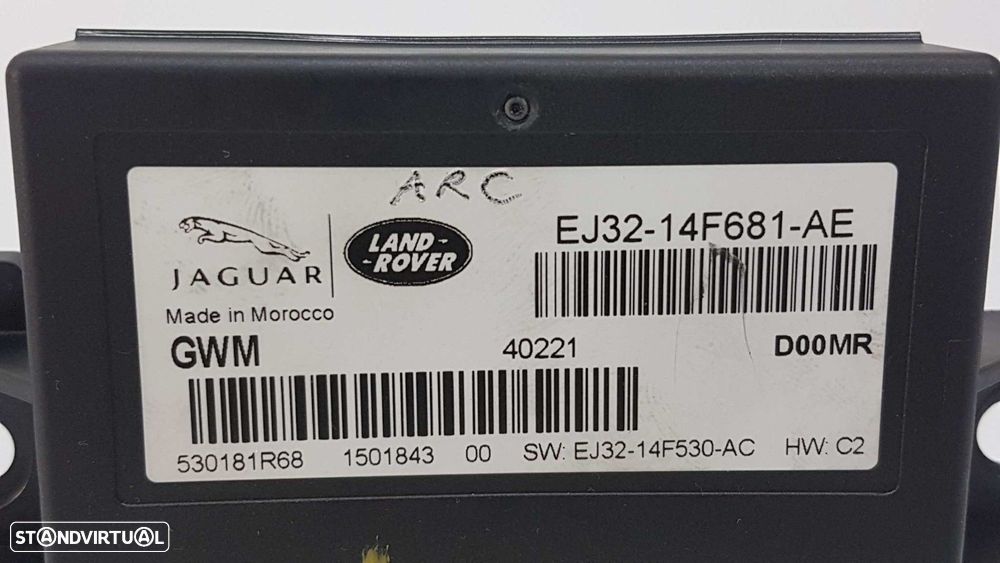 ARC
JAGUAR
LAND-
-ROVER
EJ32-14F681-AE
Made in Morocco
GWM 40221 D00MR
530181R68 1501843 00 SW: EJ32-14F530-AC HW: C2
STANDVIRTUAL